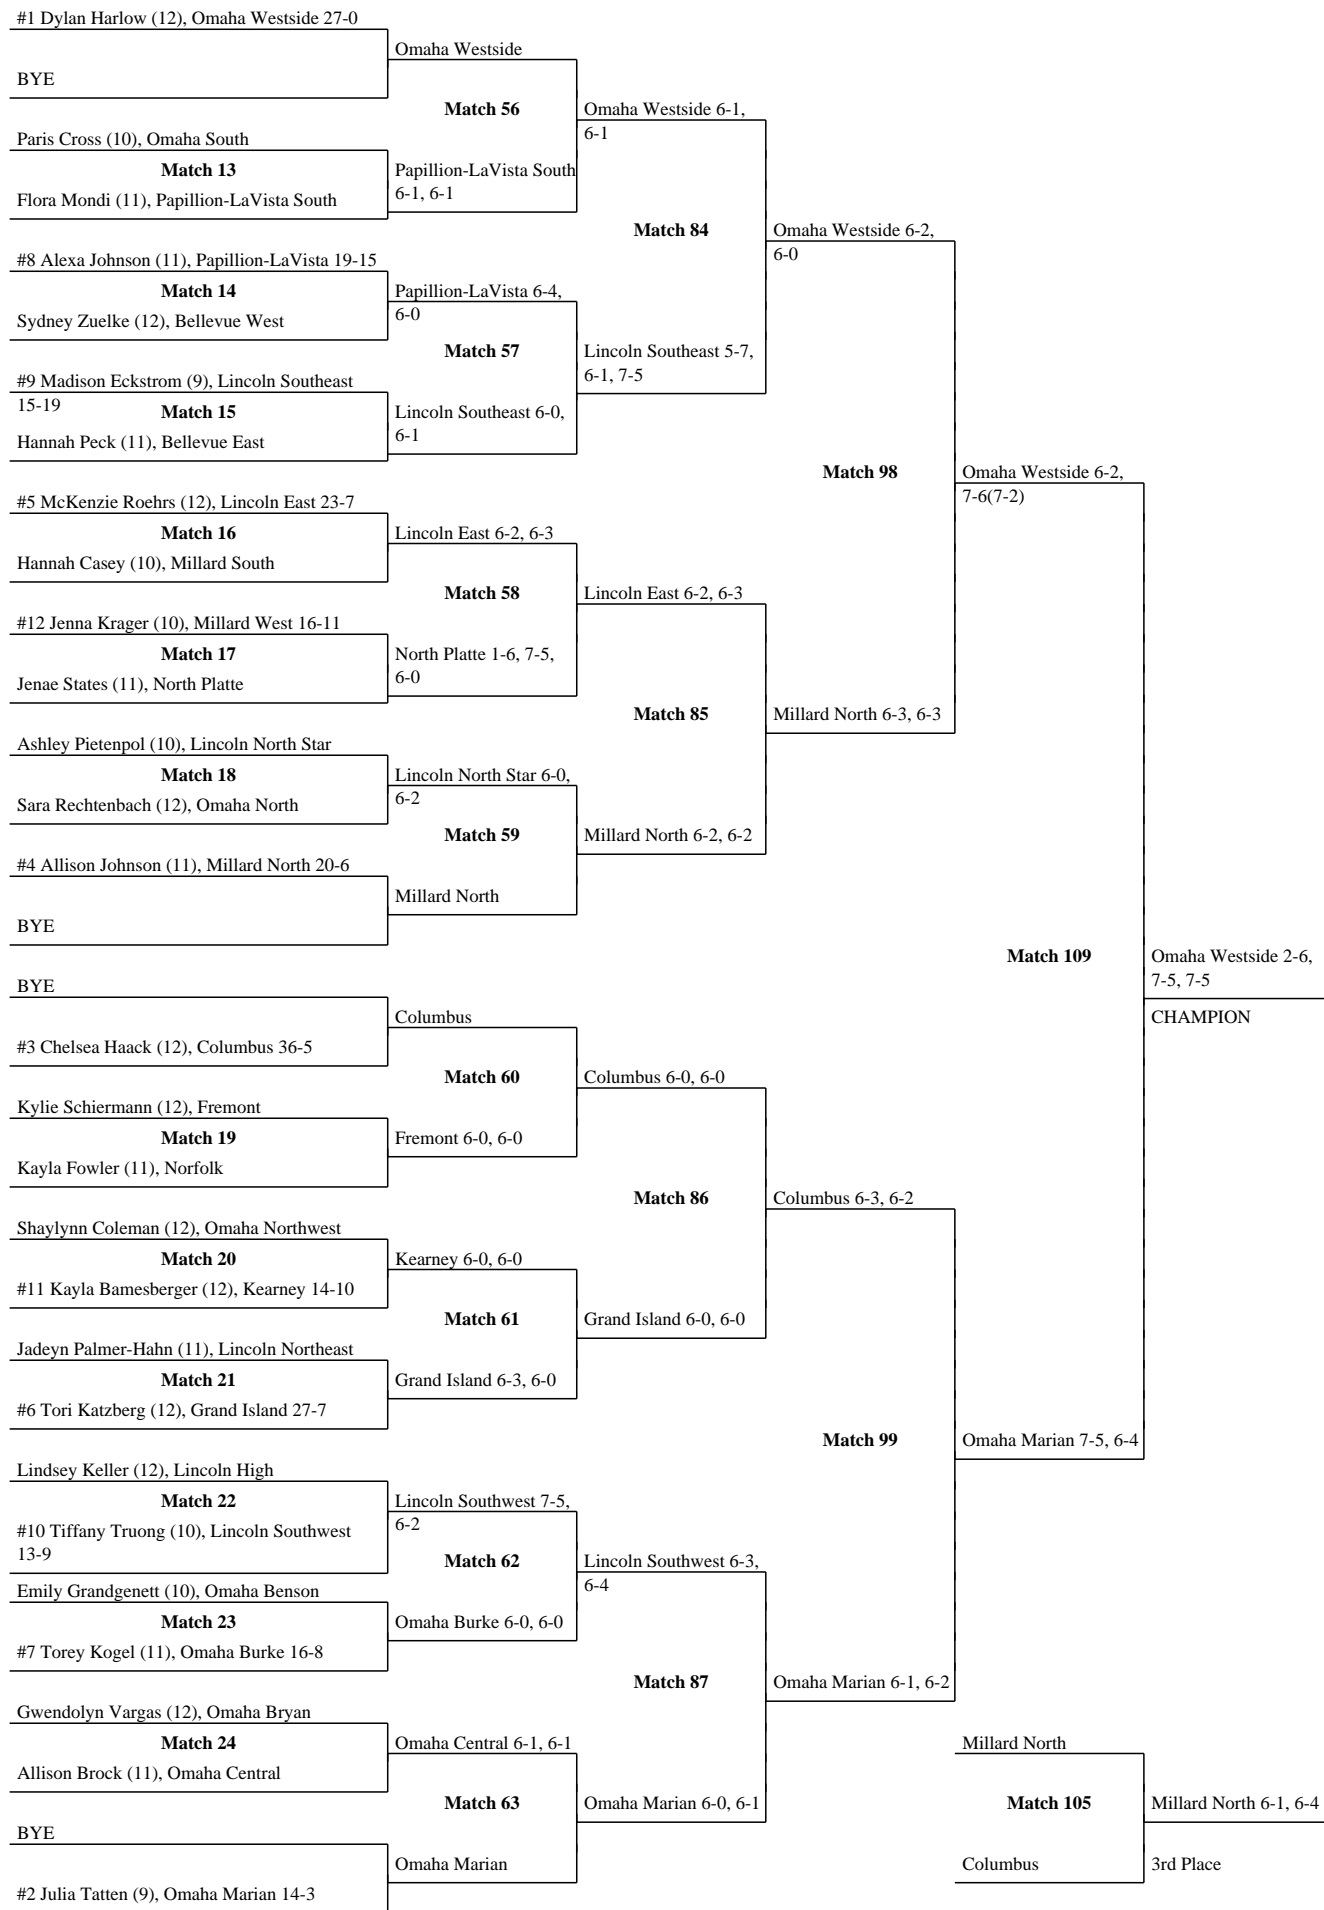 #1 Dylan Harlow (12), Omaha Westside 27-0
Omaha Westside
BYE
Match 56
Omaha Westside 6-1,
6-1
Paris Cross (10), Omaha South
Match 13
Papillion-LaVista South
6-1, 6-1
Flora Mondi (11), Papillion-LaVista South
Match 84
Omaha Westside 6-2,
6-0
#8 Alexa Johnson (11), Papillion-LaVista 19-15
Match 14
Papillion-LaVista 6-4,
6-0
Sydney Zuelke (12), Bellevue West
Match 57
Lincoln Southeast 5-7,
6-1, 7-5
#9 Madison Eckstrom (9), Lincoln Southeast
15-19
Match 15
Lincoln Southeast 6-0,
6-1
Hannah Peck (11), Bellevue East
Match 98
Omaha Westside 6-2,
7-6(7-2)
#5 McKenzie Roehrs (12), Lincoln East 23-7
Match 16
Lincoln East 6-2, 6-3
Hannah Casey (10), Millard South
Match 58
Lincoln East 6-2, 6-3
#12 Jenna Krager (10), Millard West 16-11
Match 17
North Platte 1-6, 7-5,
6-0
Jenae States (11), North Platte
Match 85
Millard North 6-3, 6-3
Ashley Pietenpol (10), Lincoln North Star
Match 18
Lincoln North Star 6-0,
6-2
Sara Rechtenbach (12), Omaha North
Match 59
Millard North 6-2, 6-2
#4 Allison Johnson (11), Millard North 20-6
Millard North
BYE
Match 109
Omaha Westside 2-6,
7-5, 7-5
CHAMPION
BYE
Columbus
#3 Chelsea Haack (12), Columbus 36-5
Match 60
Columbus 6-0, 6-0
Kylie Schiermann (12), Fremont
Match 19
Fremont 6-0, 6-0
Kayla Fowler (11), Norfolk
Match 86
Columbus 6-3, 6-2
Shaylynn Coleman (12), Omaha Northwest
Match 20
Kearney 6-0, 6-0
#11 Kayla Bamesberger (12), Kearney 14-10
Match 61
Grand Island 6-0, 6-0
Jadeyn Palmer-Hahn (11), Lincoln Northeast
Match 21
Grand Island 6-3, 6-0
#6 Tori Katzberg (12), Grand Island 27-7
Match 99
Omaha Marian 7-5, 6-4
Lindsey Keller (12), Lincoln High
Match 22
Lincoln Southwest 7-5,
6-2
#10 Tiffany Truong (10), Lincoln Southwest
13-9
Match 62
Lincoln Southwest 6-3,
6-4
Emily Grandgenett (10), Omaha Benson
Match 23
Omaha Burke 6-0, 6-0
#7 Torey Kogel (11), Omaha Burke 16-8
Match 87
Omaha Marian 6-1, 6-2
Gwendolyn Vargas (12), Omaha Bryan
Match 24
Omaha Central 6-1, 6-1
Allison Brock (11), Omaha Central
Match 63
Omaha Marian 6-0, 6-1
BYE
Omaha Marian
#2 Julia Tatten (9), Omaha Marian 14-3
Millard North
Match 105
Millard North 6-1, 6-4
Columbus
3rd Place